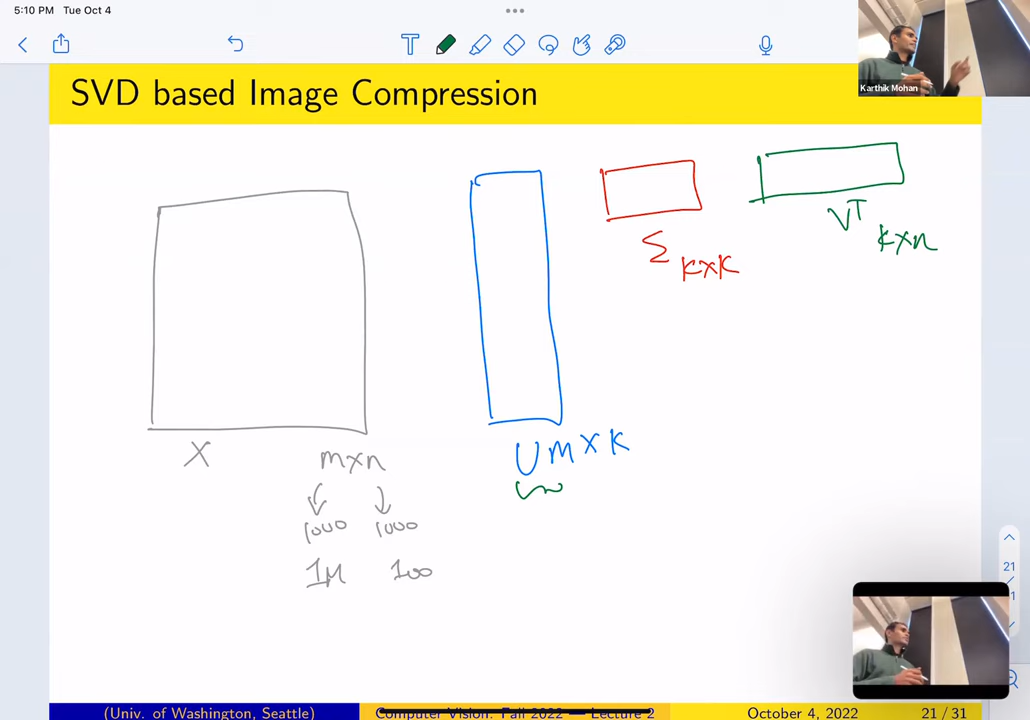 5:10 PM Tue Oct 4
SVD based Image Compression
Karthik Mohan
Σ K×K
V^T K×n
X
m×n
U m×K
1000 1000
1M 100
21
(Univ. of Washington, Seattle)
Computer Vision: Fall 2022 — Lecture 2
October 4, 2022
21 / 31